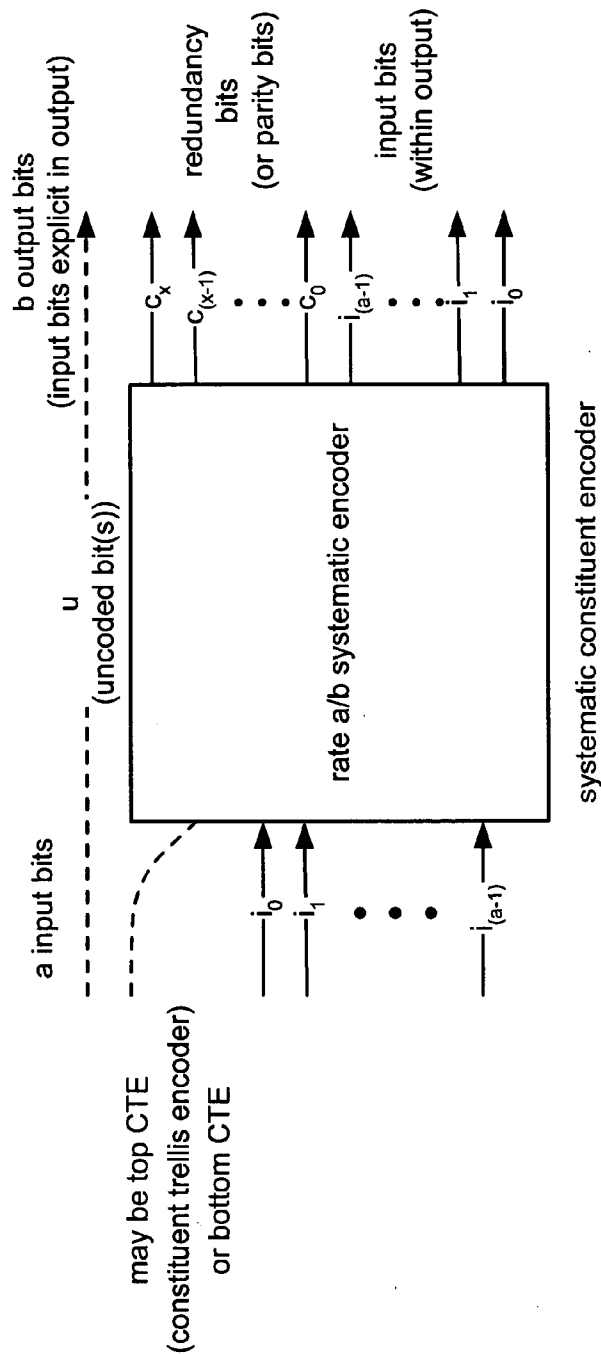 a input bits
u
(uncoded bit(s))
b output bits
(input bits explicit in output)
may be top CTE
(constituent trellis encoder)
or bottom CTE
i0
i1
i(a-1)
rate a/b systematic encoder
cx
c(x-1)
c0
i(a-1)
i1
i0
redundancy
bits
(or parity bits)
input bits
(within output)
systematic constituent encoder